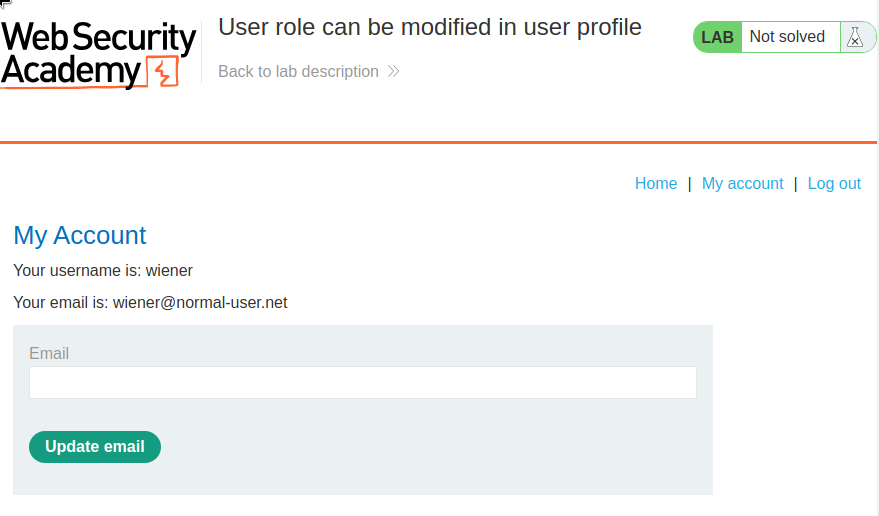 Web Security
Academy
User role can be modified in user profile
Back to lab description
LAB Not solved
Home | My account | Log out
My Account
Your username is: wiener
Your email is: wiener@normal-user.net
Email
Update email